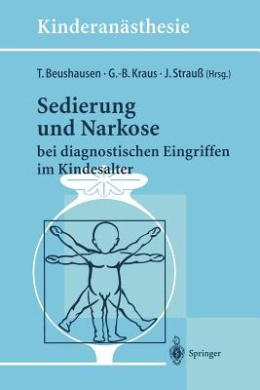 Kinderanästhesie
T. Beushausen G.-B. Kraus · J. Strauß (Hrsg.)
Sedierung
und Narkose
bei diagnostischen Eingriffen
im Kindesalter
Springer